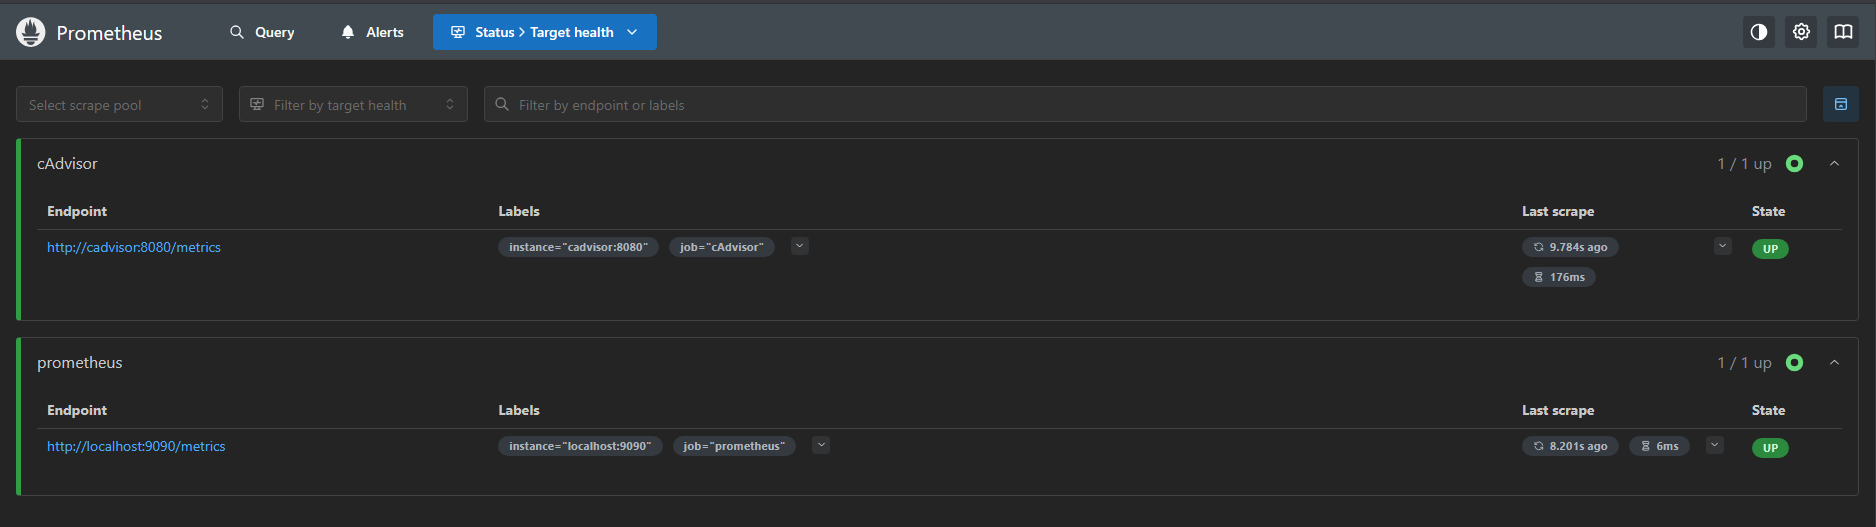 Prometheus Query Alerts Status > Target health
Select scrape pool Filter by target health Filter by endpoint or labels
cAdvisor 1 / 1 up
Endpoint Labels Last scrape State
http://cadvisor:8080/metrics instance="cadvisor:8080" job="cAdvisor" 9.784s ago UP
176ms
prometheus 1 / 1 up
Endpoint Labels Last scrape State
http://localhost:9090/metrics instance="localhost:9090" job="prometheus" 8.201s ago 6ms UP